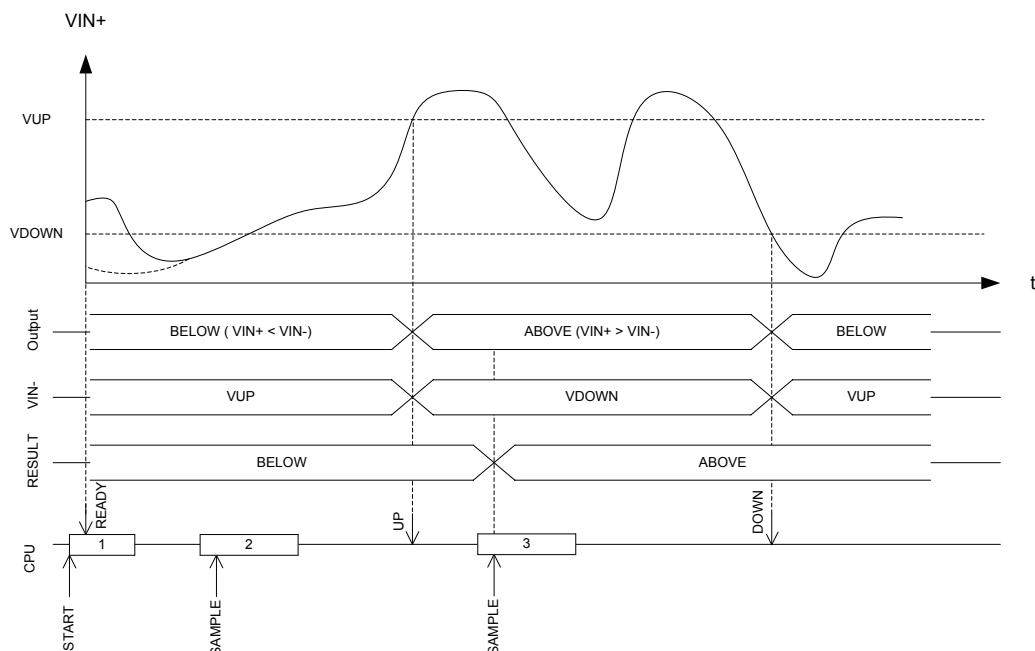 VIN+
VUP
VDOWN
t
Output
BELOW ( VIN+ < VIN-)
ABOVE (VIN+ > VIN-)
BELOW
VIN-
VUP
VDOWN
VUP
RESULT
BELOW
ABOVE
READY
UP
DOWN
CPU
1
2
3
START
SAMPLE
SAMPLE